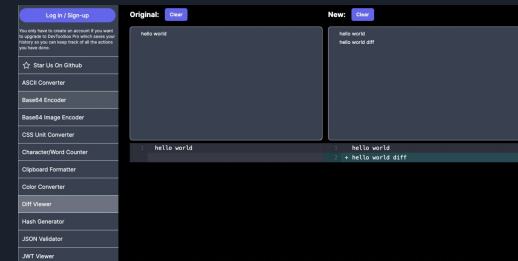 Log in / Sign-up
You only have to create an account if you want
to upgrade to DevToolbox Pro which saves your
history so you can keep track of all the actions
you have done.
Star Us On Github
ASCII Converter
Base64 Encoder
Base64 Image Encoder
CSS Unit Converter
Character/Word Counter
Clipboard Formatter
Color Converter
Diff Viewer
Hash Generator
JSON Validator
JWT Viewer
Original: Clear
hello world
New: Clear
hello world
hello world diff
1 hello world
1 hello world
2 + hello world diff